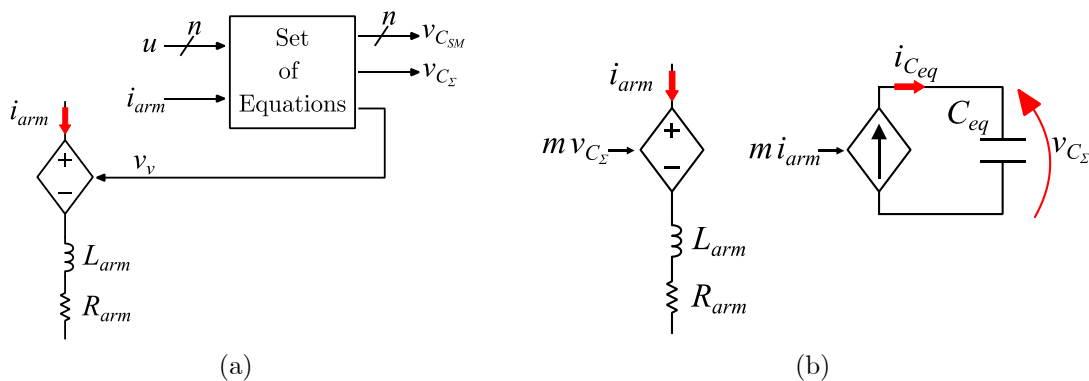 u
n
Set
of
Equations
n
v_{C_{SM}}
v_{C_Σ}
i_{arm}
i_{arm}
+
−
v_v
L_{arm}
R_{arm}
(a)
i_{arm}
m v_{C_Σ}
+
−
L_{arm}
R_{arm}
i_{C_{eq}}
C_{eq}
m i_{arm}
v_{C_Σ}
(b)